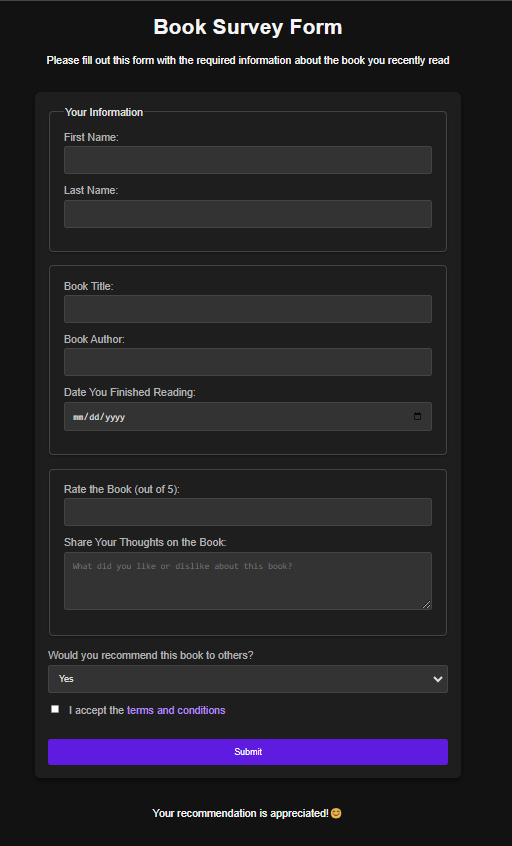 Book Survey Form
Please fill out this form with the required information about the book you recently read
Your Information
First Name:
Last Name:
Book Title:
Book Author:
Date You Finished Reading:
mm/dd/yyyy
Rate the Book (out of 5):
Share Your Thoughts on the Book:
What did you like or dislike about this book?
Would you recommend this book to others?
Yes
I accept the terms and conditions
Submit
Your recommendation is appreciated!😊